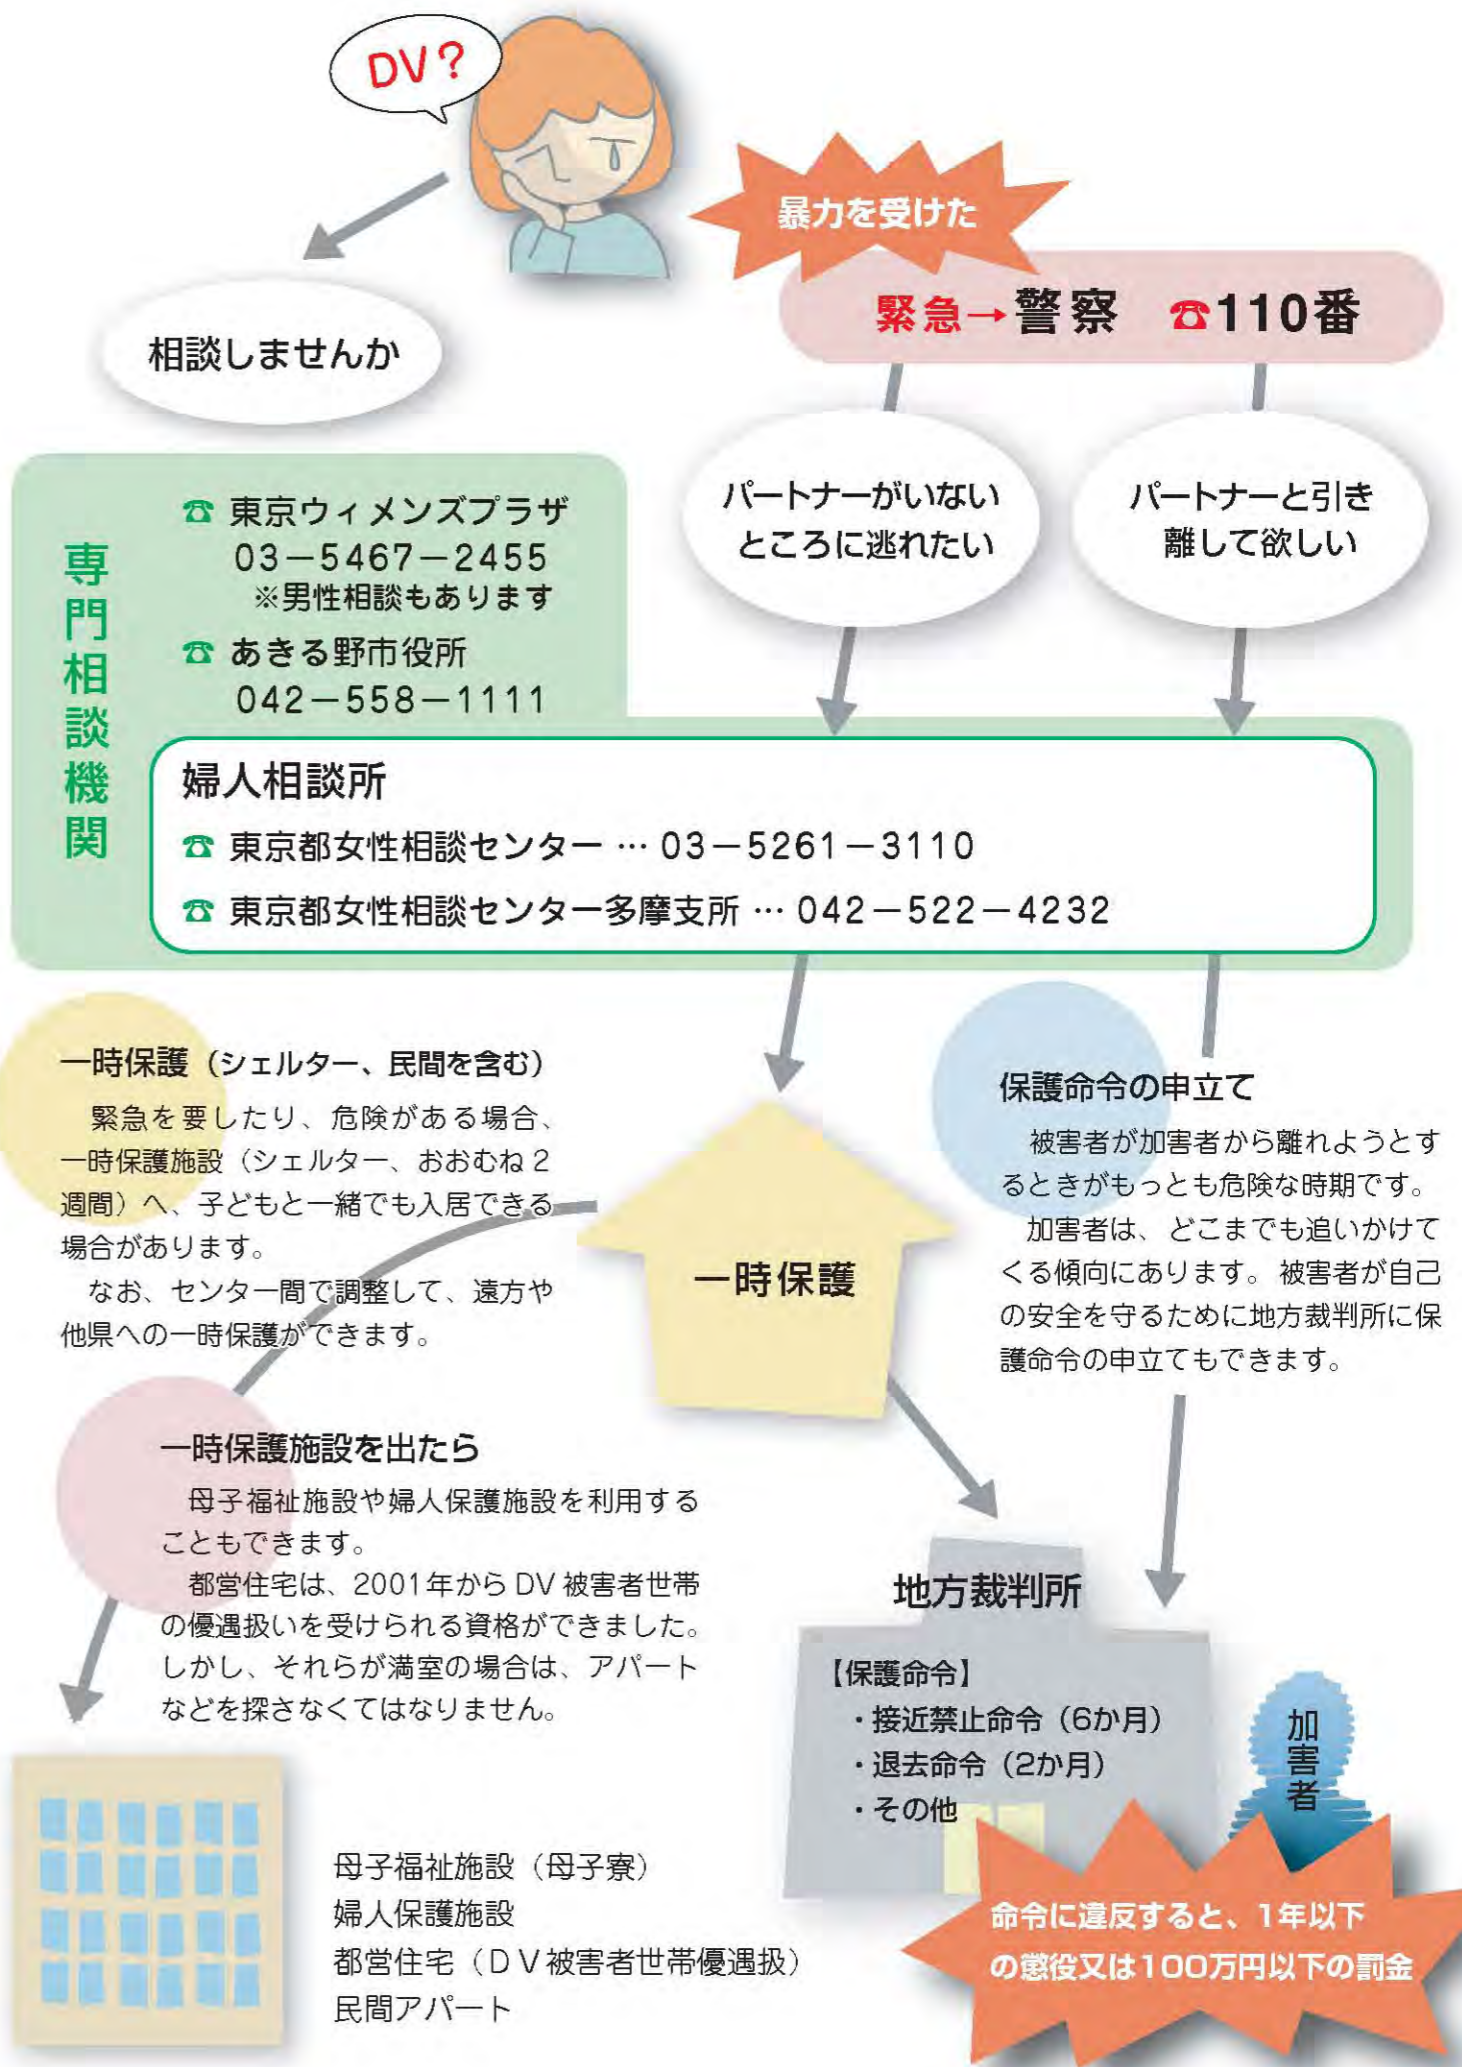 DV？
暴力を受けた
緊急→警察　☎110番
相談しませんか
パートナーがいない
ところに逃れたい
パートナーと引き
離して欲しい
専門相談機関
☎ 東京ウィメンズプラザ
03－5467－2455
※男性相談もあります
☎ あきる野市役所
042－558－1111
婦人相談所
☎ 東京都女性相談センター … 03－5261－3110
☎ 東京都女性相談センター多摩支所 … 042－522－4232
一時保護（シェルター、民間を含む）
緊急を要したり、危険がある場合、
一時保護施設（シェルター、おおむね２
週間）へ、子どもと一緒でも入居できる
場合があります。
なお、センター間で調整して、遠方や
他県への一時保護ができます。
一時保護
保護命令の申立て
被害者が加害者から離れようとす
るときがもっとも危険な時期です。
加害者は、どこまでも追いかけて
くる傾向にあります。被害者が自己
の安全を守るために地方裁判所に保
護命令の申立てもできます。
一時保護施設を出たら
母子福祉施設や婦人保護施設を利用する
こともできます。
都営住宅は、2001年からDV被害者世帯
の優遇扱いを受けられる資格ができました。
しかし、それらが満室の場合は、アパート
などを探さなくてはなりません。
地方裁判所
【保護命令】
・接近禁止命令（6か月）
・退去命令（2か月）
・その他
加害者
命令に違反すると、1年以下
の懲役又は100万円以下の罰金
母子福祉施設（母子寮）
婦人保護施設
都営住宅（ＤＶ被害者世帯優遇扱）
民間アパート